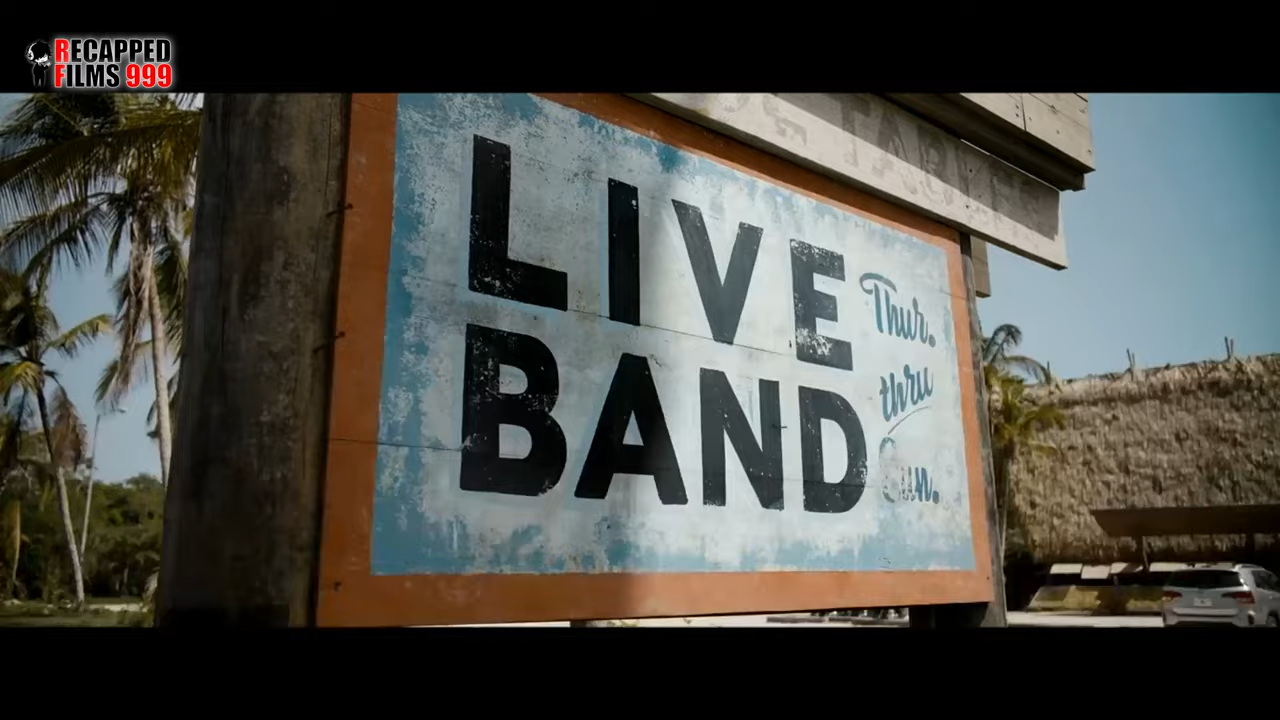 RECAPPED
FILMS 999
LIVE
BAND
Thur.
thru
Sun.